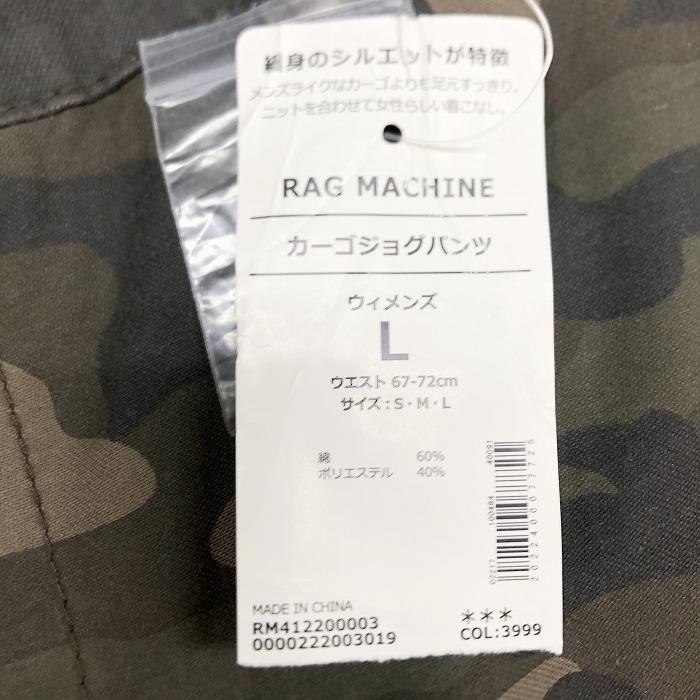 細身のシルエットが特徴
メンズライクなカーゴよりも足元すっきり。
ニットを合わせて女性らしい着こなし。
RAG MACHINE
カーゴジョグパンツ
ウィメンズ
L
ウエスト 67-72cm
サイズ：S・M・L
綿 60%
ポリエステル 40%
02217 100484 40091
2022400077725
MADE IN CHINA
RM412200003
0000222003019
＊＊＊
COL:3999